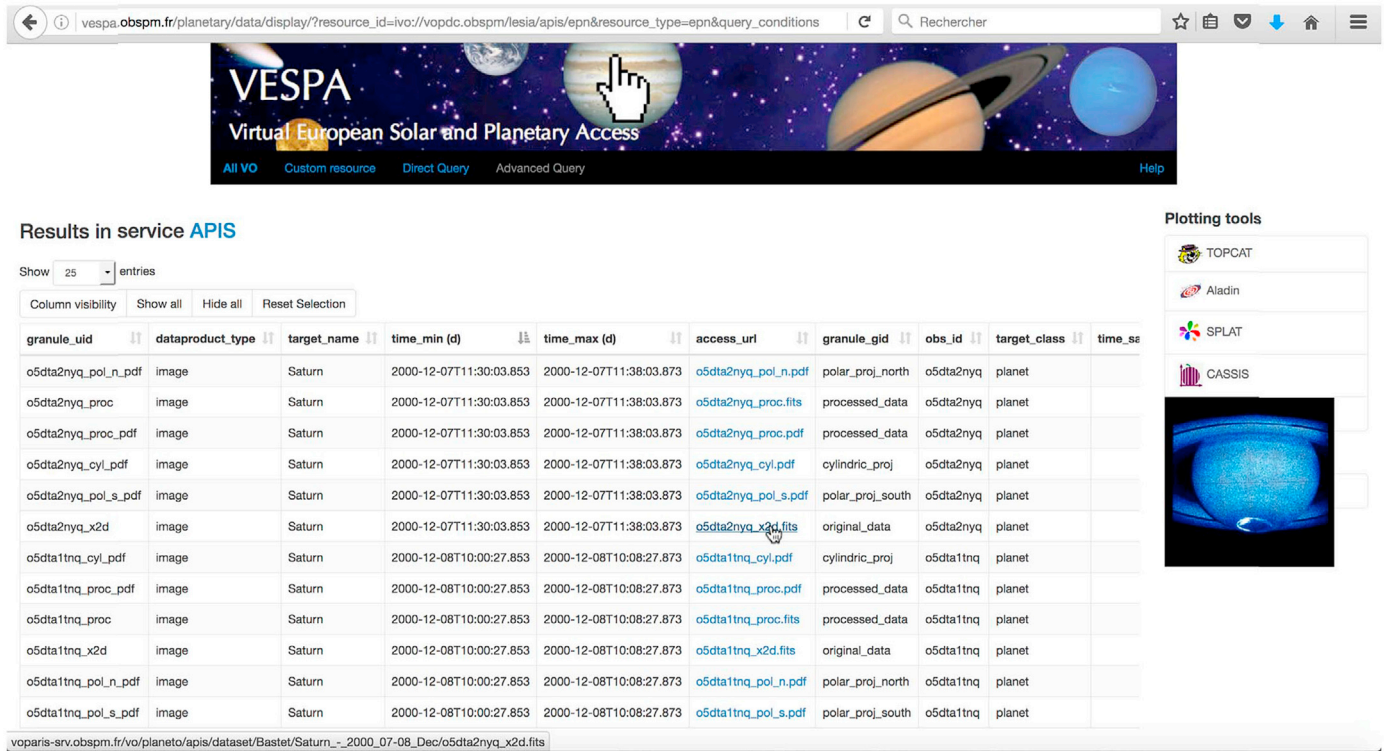 vespa.obspm.fr/planetary/data/display/?resource_id=ivo://vopdc.obspm/lesia/apis/epn&resource_type=epn&query_conditions Rechercher
VESPA
Virtual European Solar and Planetary Access
All VO Custom resource Direct Query Advanced Query Help
Results in service APIS
Plotting tools
Show 25 entries
Column visibility Show all Hide all Reset Selection
TOPCAT
Aladin
SPLAT
CASSIS
granule_uid dataproduct_type target_name time_min (d) time_max (d) access_url granule_gid obs_id target_class time_sa
o5dta2nyq_pol_n_pdf image Saturn 2000-12-07T11:30:03.853 2000-12-07T11:38:03.873 o5dta2nyq_pol_n.pdf polar_proj_north o5dta2nyq planet
o5dta2nyq_proc image Saturn 2000-12-07T11:30:03.853 2000-12-07T11:38:03.873 o5dta2nyq_proc.fits processed_data o5dta2nyq planet
o5dta2nyq_proc_pdf image Saturn 2000-12-07T11:30:03.853 2000-12-07T11:38:03.873 o5dta2nyq_proc.pdf processed_data o5dta2nyq planet
o5dta2nyq_cyl_pdf image Saturn 2000-12-07T11:30:03.853 2000-12-07T11:38:03.873 o5dta2nyq_cyl.pdf cylindric_proj o5dta2nyq planet
o5dta2nyq_pol_s_pdf image Saturn 2000-12-07T11:30:03.853 2000-12-07T11:38:03.873 o5dta2nyq_pol_s.pdf polar_proj_south o5dta2nyq planet
o5dta2nyq_x2d image Saturn 2000-12-07T11:30:03.853 2000-12-07T11:38:03.873 o5dta2nyq_x2d.fits original_data o5dta2nyq planet
o5dta1tnq_cyl_pdf image Saturn 2000-12-08T10:00:27.853 2000-12-08T10:08:27.873 o5dta1tnq_cyl.pdf cylindric_proj o5dta1tnq planet
o5dta1tnq_proc_pdf image Saturn 2000-12-08T10:00:27.853 2000-12-08T10:08:27.873 o5dta1tnq_proc.pdf processed_data o5dta1tnq planet
o5dta1tnq_proc image Saturn 2000-12-08T10:00:27.853 2000-12-08T10:08:27.873 o5dta1tnq_proc.fits processed_data o5dta1tnq planet
o5dta1tnq_x2d image Saturn 2000-12-08T10:00:27.853 2000-12-08T10:08:27.873 o5dta1tnq_x2d.fits original_data o5dta1tnq planet
o5dta1tnq_pol_n_pdf image Saturn 2000-12-08T10:00:27.853 2000-12-08T10:08:27.873 o5dta1tnq_pol_n.pdf polar_proj_north o5dta1tnq planet
o5dta1tnq_pol_s_pdf image Saturn 2000-12-08T10:00:27.853 2000-12-08T10:08:27.873 o5dta1tnq_pol_s.pdf polar_proj_south o5dta1tnq planet
voparis-srv.obspm.fr/vo/planeto/apis/dataset/Bastet/Saturn_-_2000_07-08_Dec/o5dta2nyq_x2d.fits